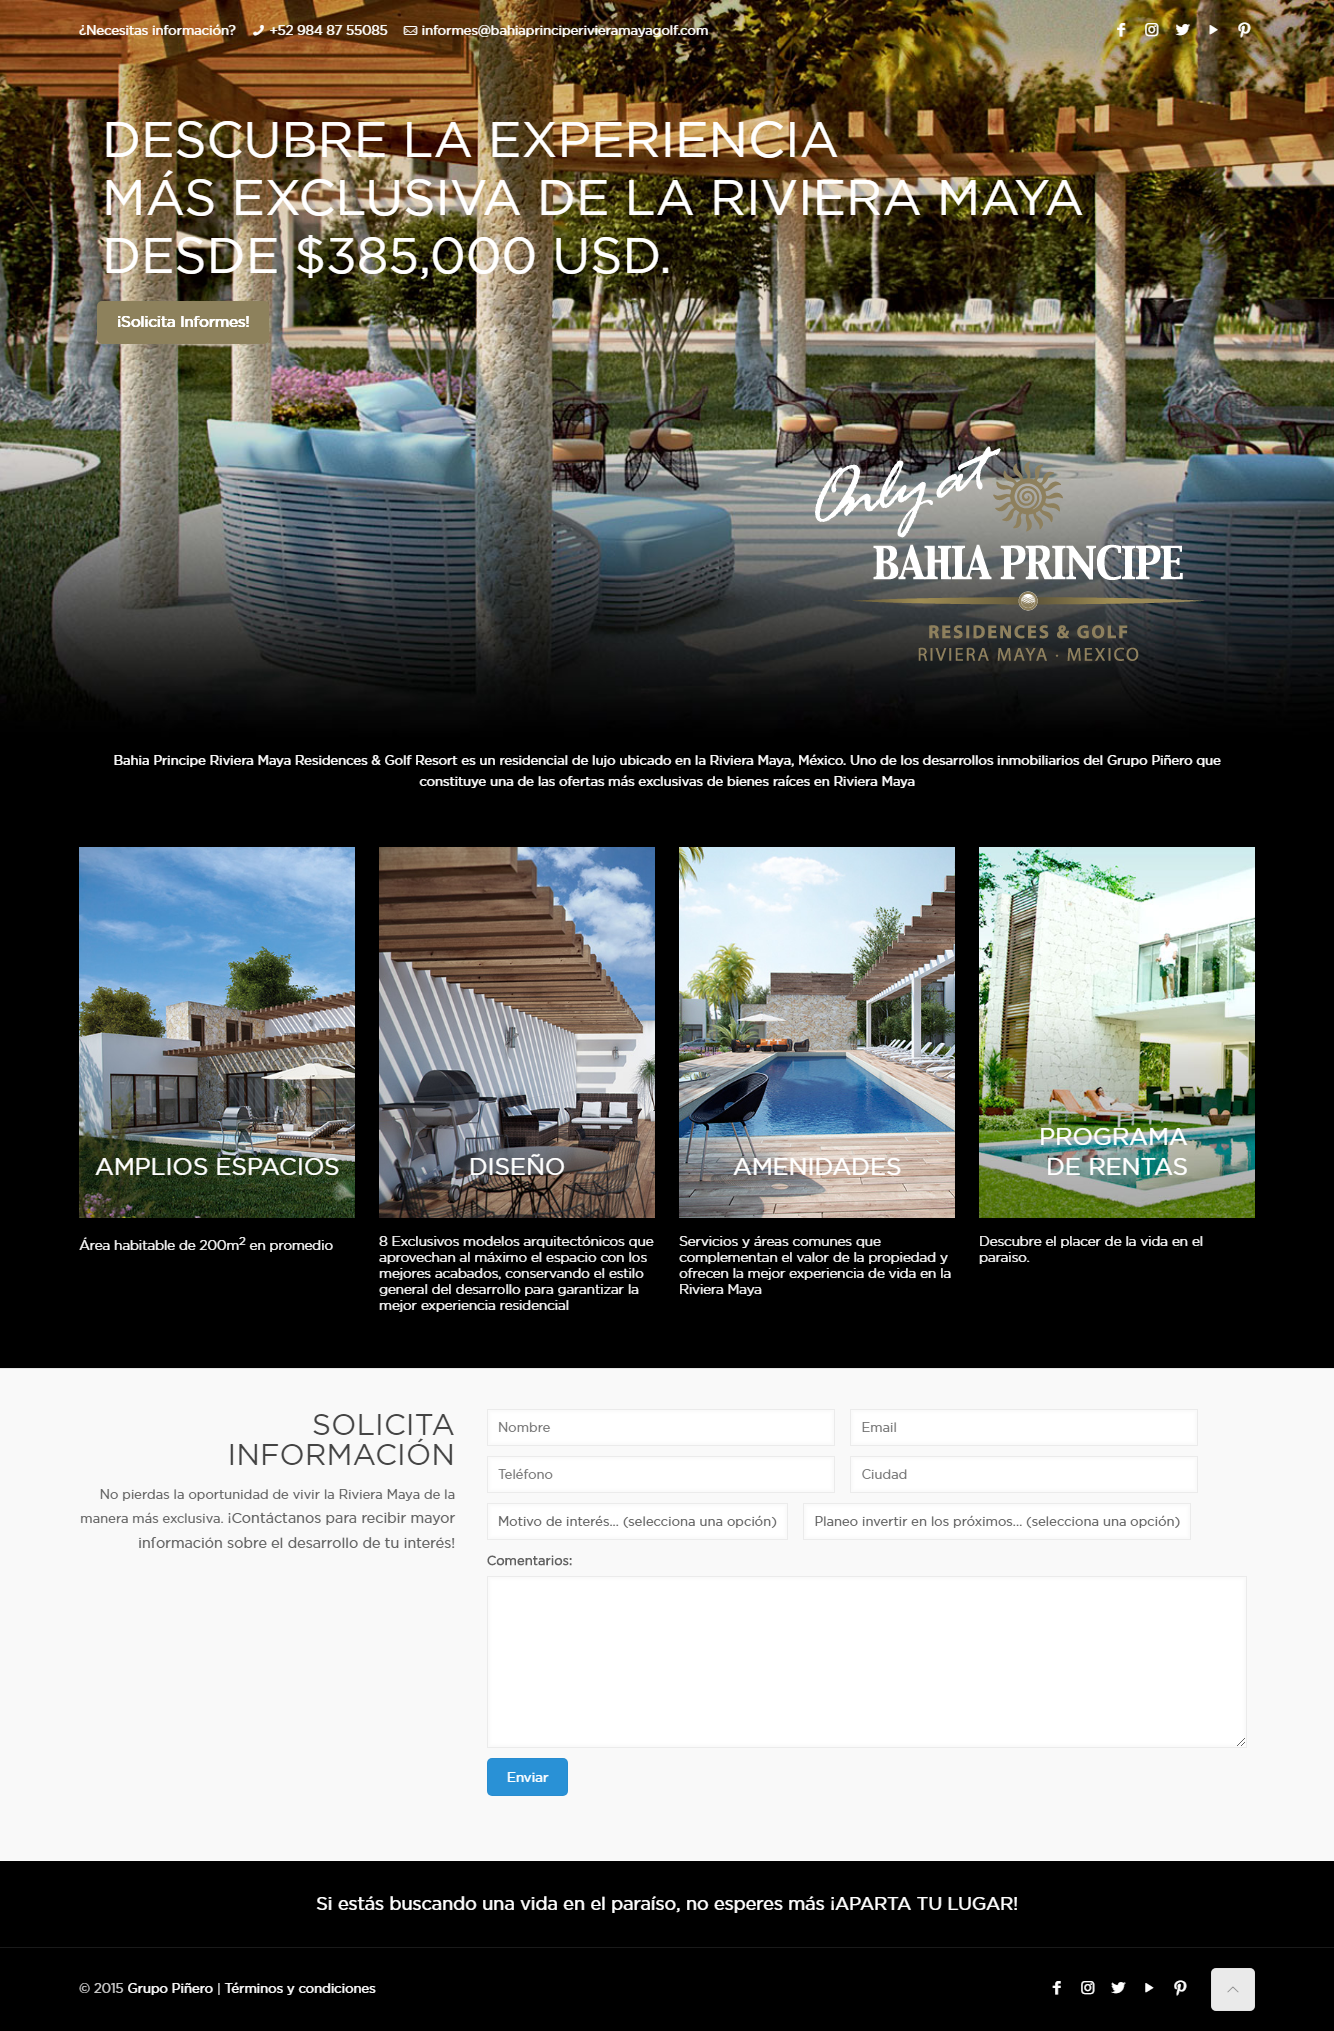 ¿Necesitas información? +52 984 87 55085 informes@bahiaprinciperivieramayagolf.com
DESCUBRE LA EXPERIENCIA
MÁS EXCLUSIVA DE LA RIVIERA MAYA
DESDE $385,000 USD.
¡Solicita Informes!
Only at
BAHIA PRINCIPE
RESIDENCES & GOLF
RIVIERA MAYA · MEXICO
Bahia Principe Riviera Maya Residences & Golf Resort es un residencial de lujo ubicado en la Riviera Maya, México. Uno de los desarrollos inmobiliarios del Grupo Piñero que
constituye una de las ofertas más exclusivas de bienes raíces en Riviera Maya
AMPLIOS ESPACIOS
Área habitable de 200m² en promedio
DISEÑO
8 Exclusivos modelos arquitectónicos que
aprovechan al máximo el espacio con los
mejores acabados, conservando el estilo
general del desarrollo para garantizar la
mejor experiencia residencial
AMENIDADES
Servicios y áreas comunes que
complementan el valor de la propiedad y
ofrecen la mejor experiencia de vida en la
Riviera Maya
PROGRAMA
DE RENTAS
Descubre el placer de la vida en el
paraiso.
SOLICITA
INFORMACIÓN
No pierdas la oportunidad de vivir la Riviera Maya de la
manera más exclusiva. ¡Contáctanos para recibir mayor
información sobre el desarrollo de tu interés!
Nombre
Email
Teléfono
Ciudad
Motivo de interés... (selecciona una opción)
Planeo invertir en los próximos... (selecciona una opción)
Comentarios:
Enviar
Si estás buscando una vida en el paraíso, no esperes más ¡APARTA TU LUGAR!
© 2015 Grupo Piñero | Términos y condiciones